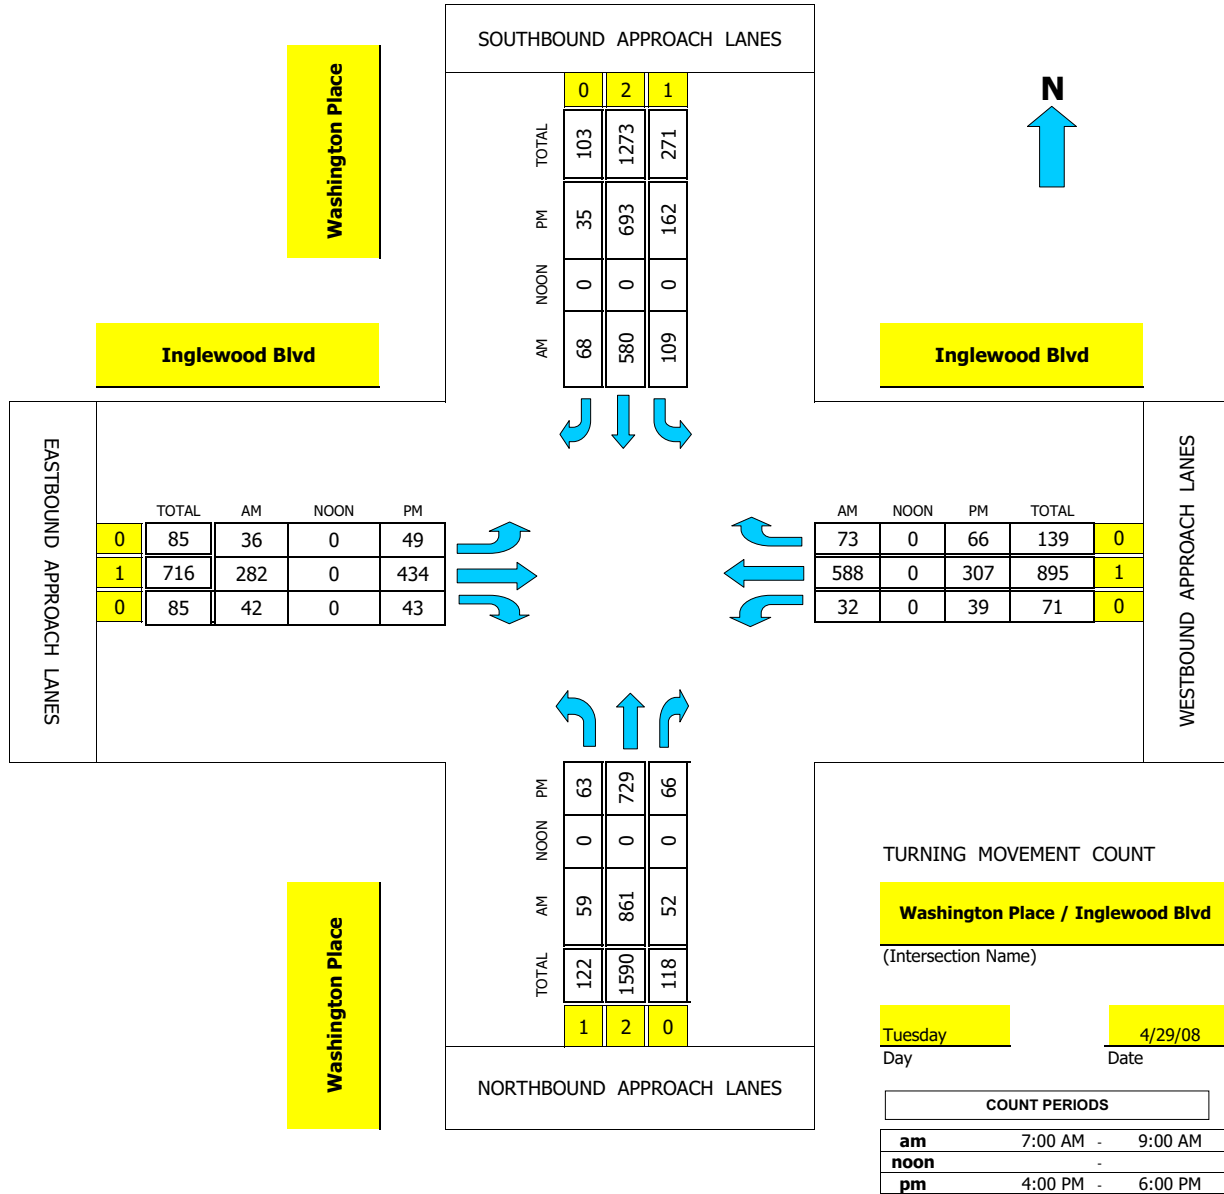 SOUTHBOUND APPROACH LANES
0 2 1
TOTAL 103 1273 271
PM 35 693 162
NOON 0 0 0
AM 68 580 109
Washington Place
N
Inglewood Blvd
Inglewood Blvd
EASTBOUND APPROACH LANES
TOTAL AM NOON PM
0 85 36 0 49
1 716 282 0 434
0 85 42 0 43
AM NOON PM TOTAL
73 0 66 139 0
588 0 307 895 1
32 0 39 71 0
WESTBOUND APPROACH LANES
PM 63 729 66
NOON 0 0 0
AM 59 861 52
TOTAL 122 1590 118
1 2 0
NORTHBOUND APPROACH LANES
Washington Place
TURNING MOVEMENT COUNT
Washington Place / Inglewood Blvd
(Intersection Name)
Tuesday 4/29/08
Day Date
COUNT PERIODS
am 7:00 AM - 9:00 AM
noon -
pm 4:00 PM - 6:00 PM